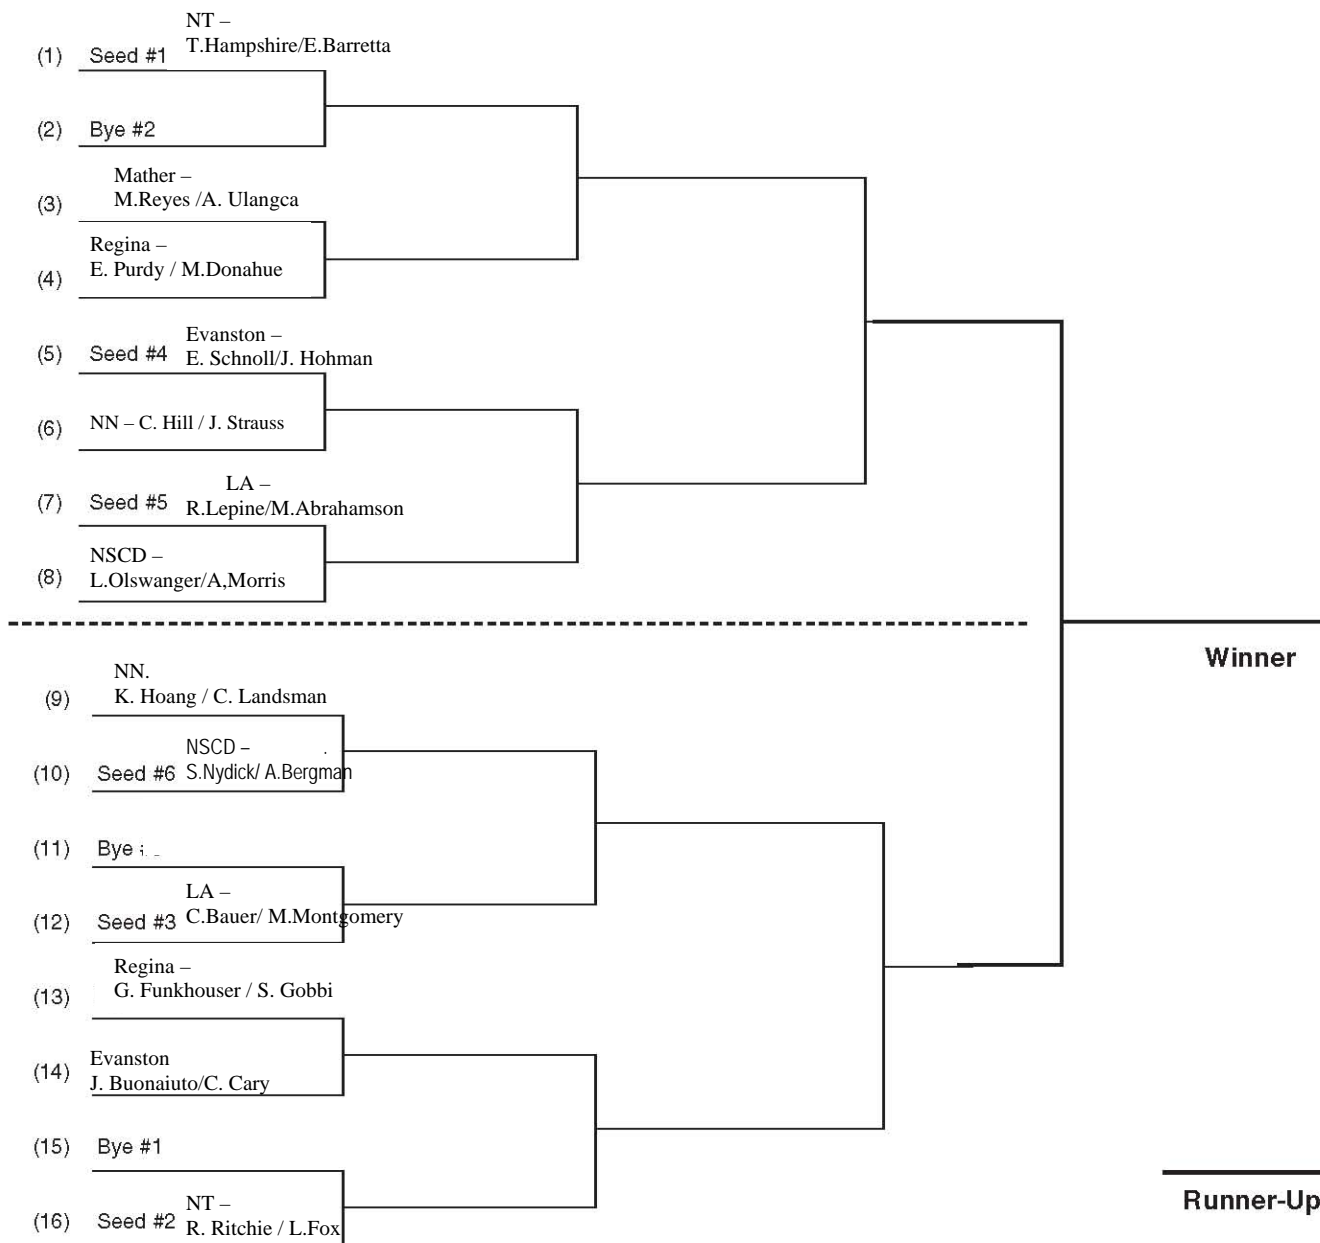 NT –
(1) Seed #1 T.Hampshire/E.Barretta
(2) Bye #2
Mather –
M.Reyes /A. Ulangca
(3)
Regina –
E. Purdy / M.Donahue
(4)
Evanston –
(5) Seed #4 E. Schnoll/J. Hohman
(6) NN – C. Hill / J. Strauss
LA –
(7) Seed #5 R.Lepine/M.Abrahamson
NSCD –
(8) L.Olswanger/A,Morris
Winner
NN.
(9) K. Hoang / C. Landsman
NSCD – .
(10) Seed #6 S.Nydick/ A.Bergman
(11) Bye
LA –
(12) Seed #3 C.Bauer/ M.Montgomery
Regina –
(13) G. Funkhouser / S. Gobbi
Evanston
(14) J. Buonaiuto/C. Cary
(15) Bye #1
NT –
(16) Seed #2 R. Ritchie / L.Fox
Runner-Up